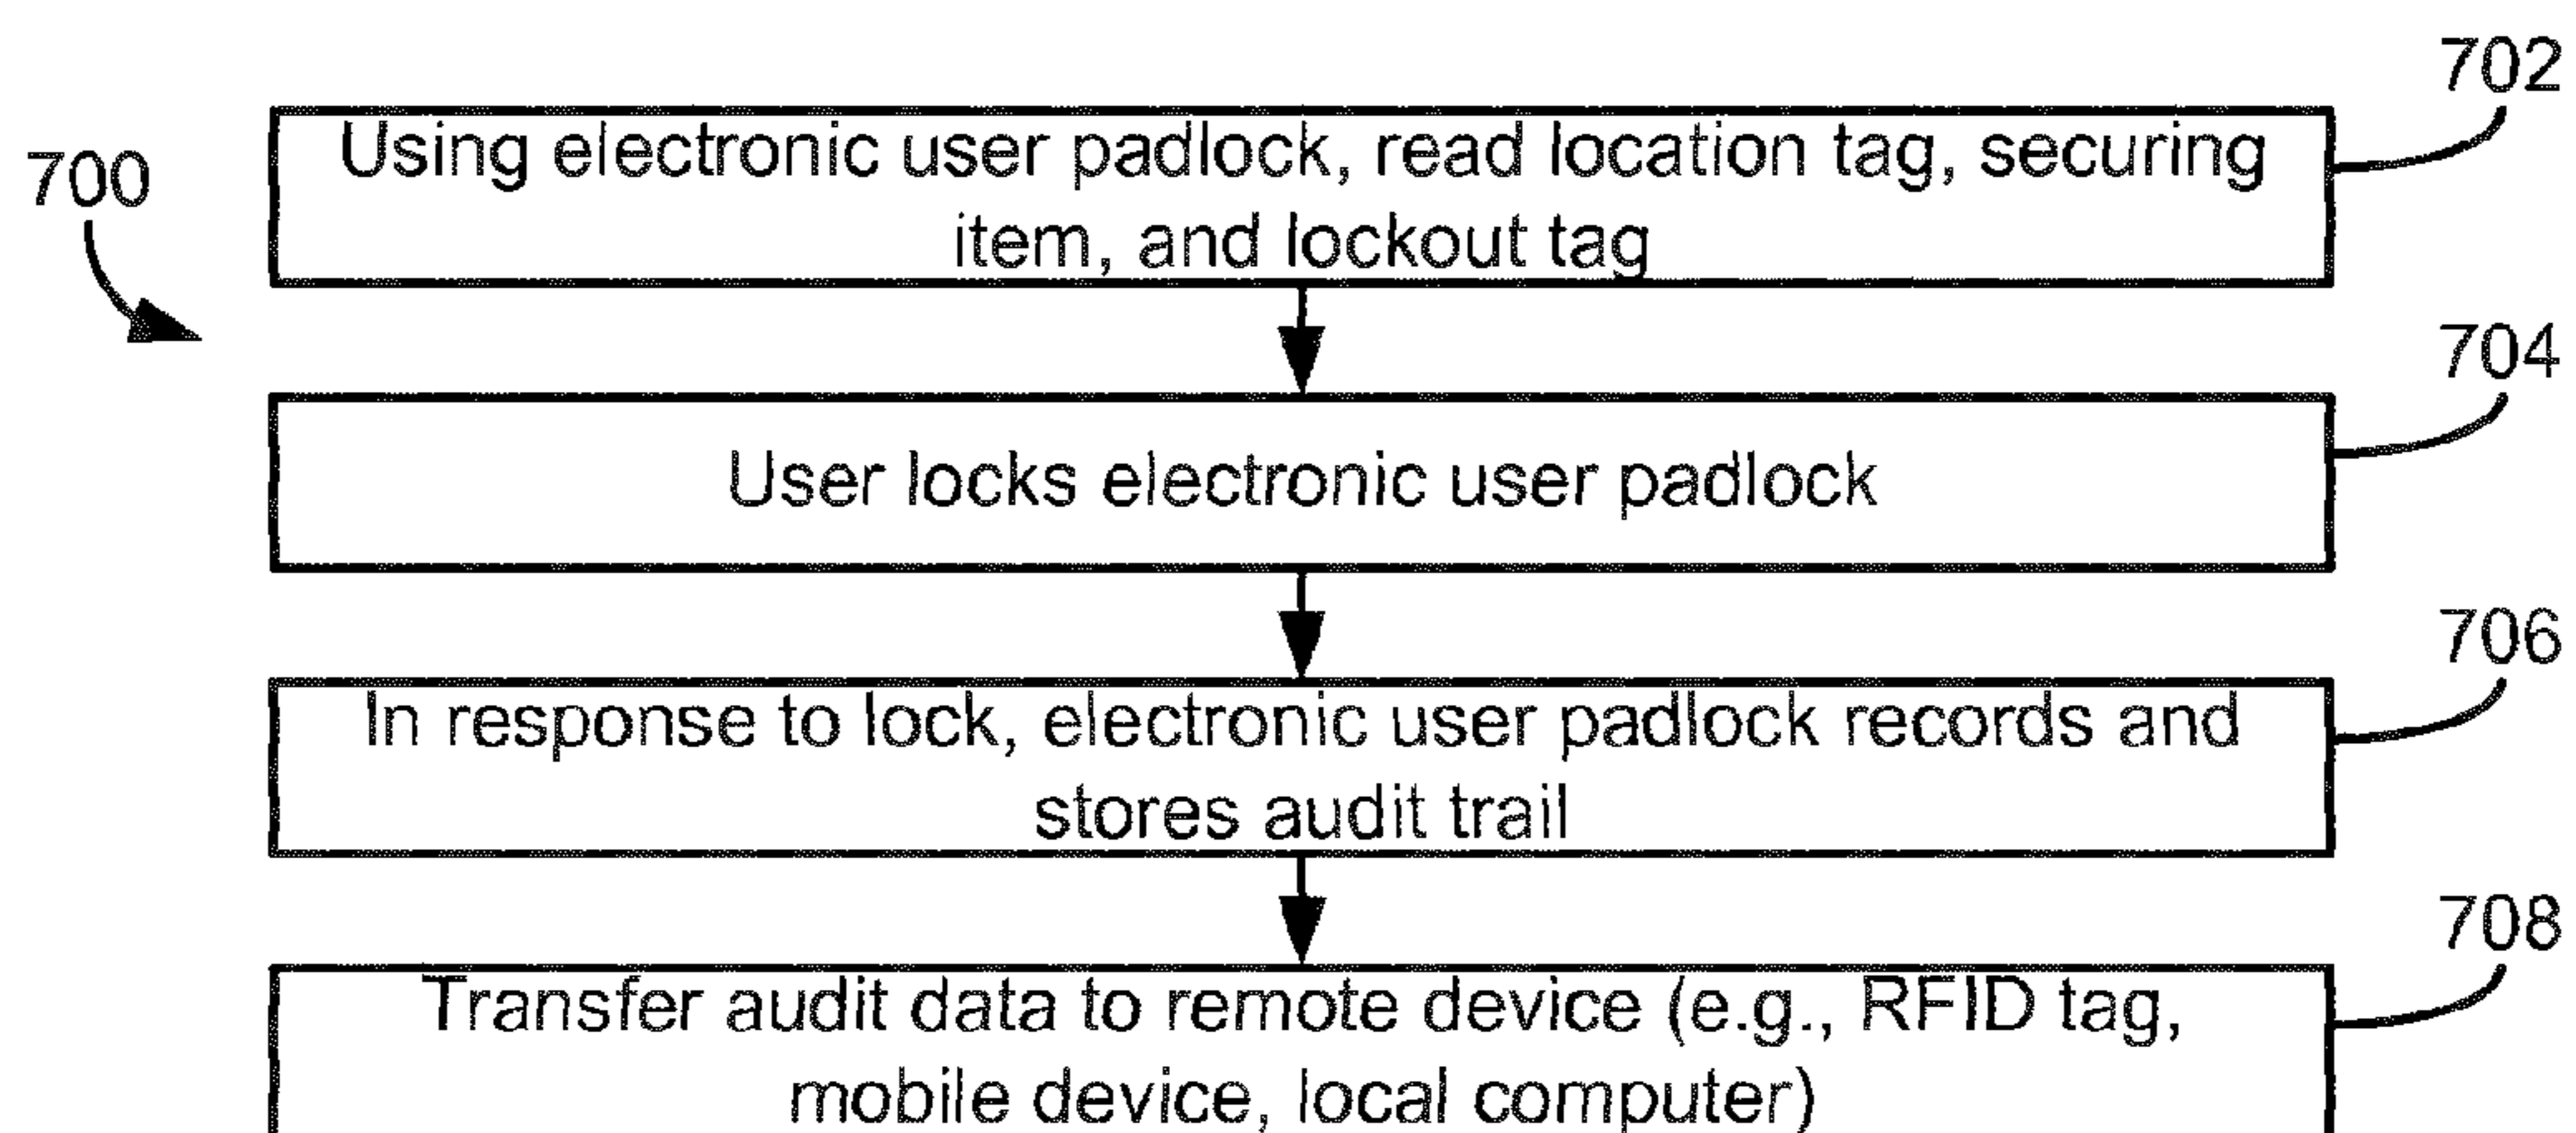 702
Using electronic user padlock, read location tag, securing
item, and lockout tag
700
704
User locks electronic user padlock
706
In response to lock, electronic user padlock records and
stores audit trail
708
Transfer audit data to remote device (e.g., RFID tag,
mobile device, local computer)